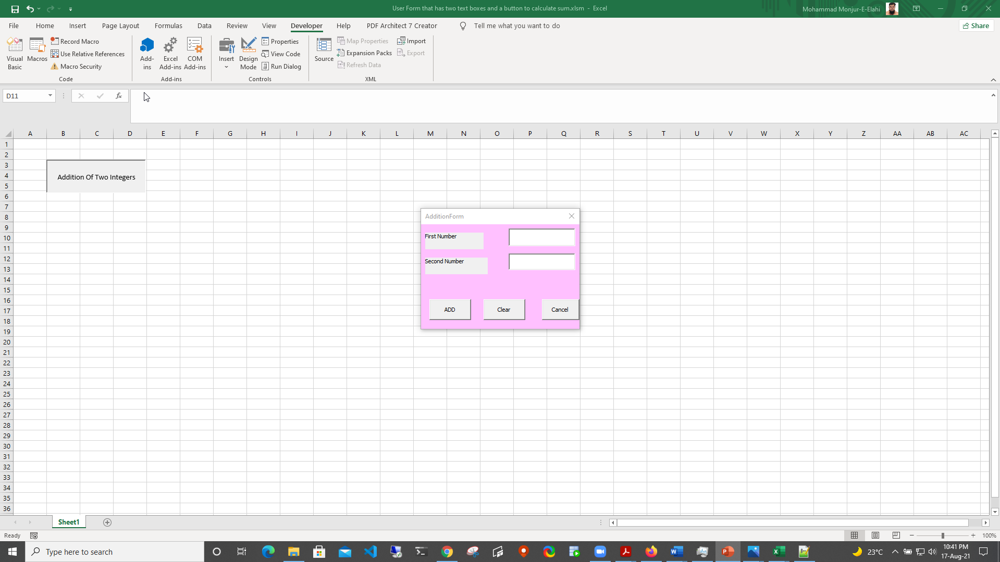 User Form that has two text boxes and a button to calculate sum.xlsm - Excel
Mohammad Monjur-E-Elahi
File Home Insert Page Layout Formulas Data Review View Developer Help PDF Architect 7 Creator Tell me what you want to do Share
Visual Basic
Macros
Record Macro
Use Relative References
Macro Security
Code
Add-ins
Excel Add-ins
COM Add-ins
Add-ins
Insert
Design Mode
Properties
View Code
Run Dialog
Controls
Source
Map Properties
Expansion Packs
Refresh Data
Import
Export
XML
D11
fx
A B C D E F G H I J K L M N O P Q R S T U V W X Y Z AA AB AC
1
2
3
4
5
6
7
8
9
10
11
12
13
14
15
16
17
18
19
20
21
22
23
24
25
26
27
28
29
30
31
32
33
34
35
36
Addition Of Two Integers
AdditionForm
First Number
Second Number
ADD Clear Cancel
Sheet1
Ready
100%
Type here to search
23°C
10:41 PM
17-Aug-21